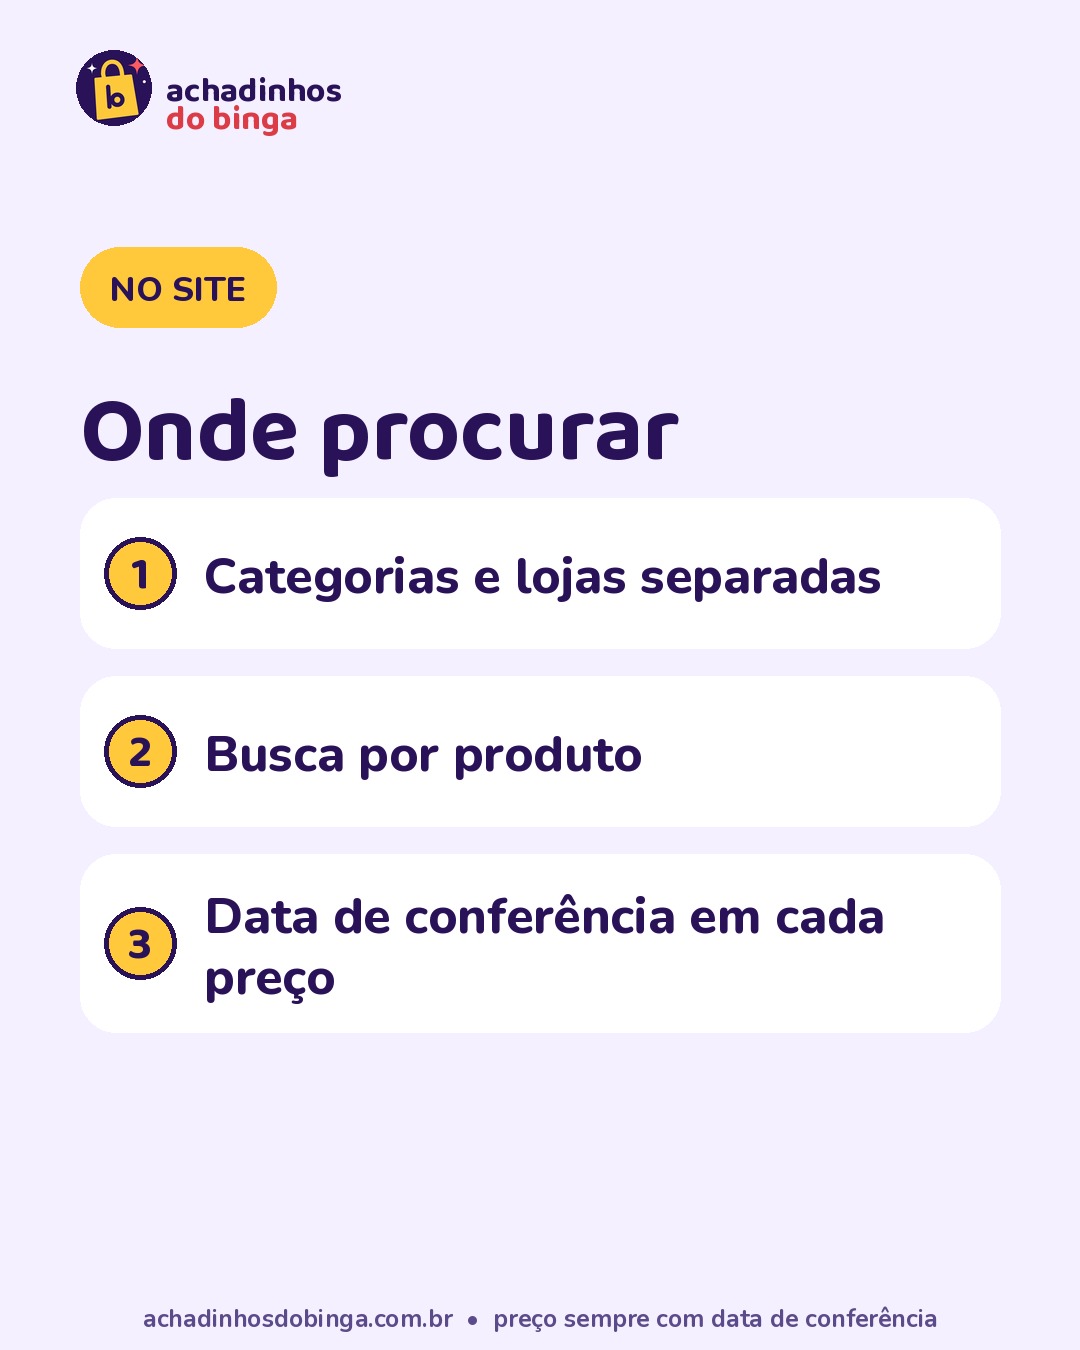 b
achadinhos
do binga
NO SITE
Onde procurar
1 Categorias e lojas separadas
2 Busca por produto
3 Data de conferência em cada
preço
achadinhosdobinga.com.br • preço sempre com data de conferência